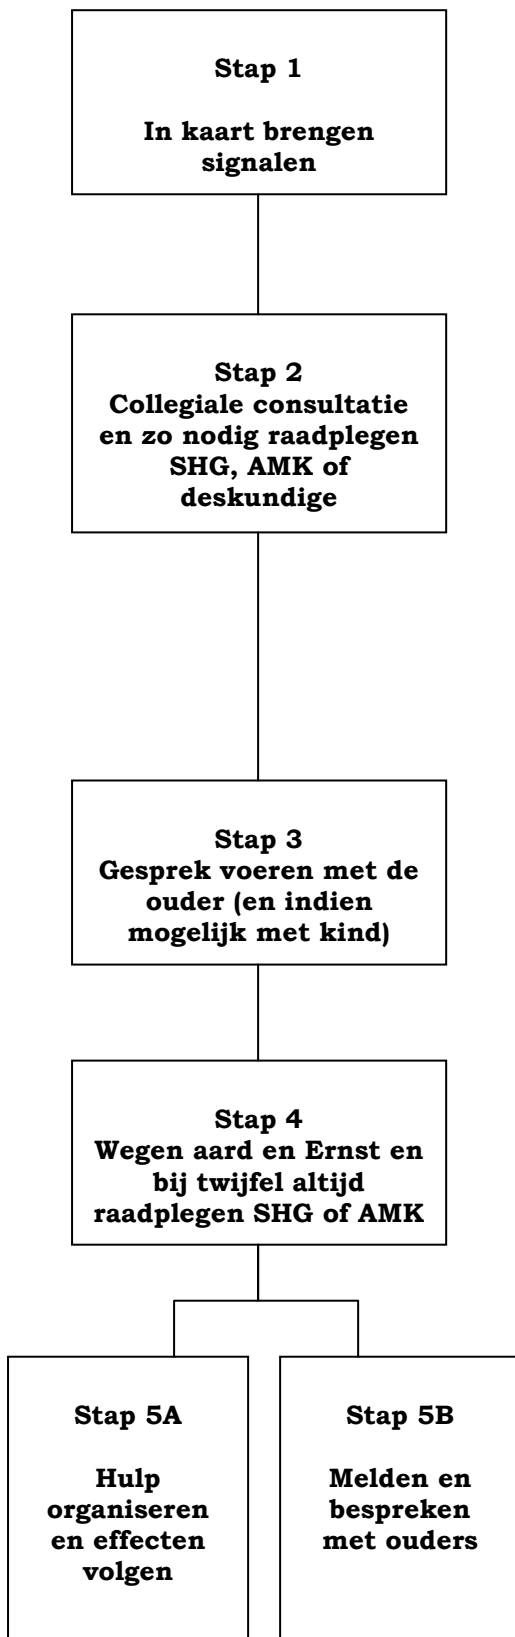 Stap 1
In kaart brengen
signalen
Stap 2
Collegiale consultatie
en zo nodig raadplegen
SHG, AMK of
deskundige
Stap 3
Gesprek voeren met de
ouder (en indien
mogelijk met kind)
Stap 4
Wegen aard en Ernst en
bij twijfel altijd
raadplegen SHG of AMK
Stap 5A
Hulp
organiseren
en effecten
volgen
Stap 5B
Melden en
bespreken
met ouders